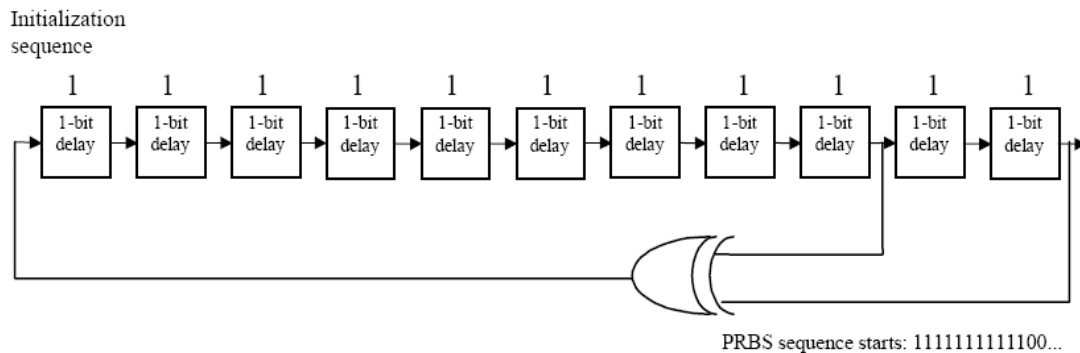 Initialization
sequence
1 1 1 1 1 1 1 1 1 1 1
1-bit 1-bit 1-bit 1-bit 1-bit 1-bit 1-bit 1-bit 1-bit 1-bit 1-bit
delay delay delay delay delay delay delay delay delay delay delay
PRBS sequence starts: 1111111111100...